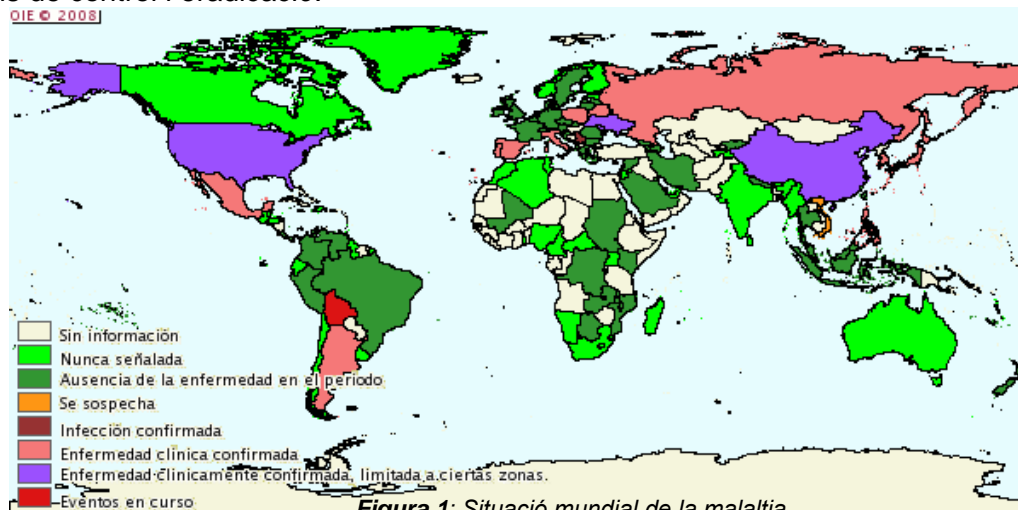 OIE © 2008
Sin información
Nunca señalada
Ausencia de la enfermedad en el periodo
Se sospecha
Infección confirmada
Enfermedad clínica confirmada
Enfermedad clinicamente confirmada, limitada a ciertas zonas.
Eventos en curso
Figura 1: Situació mundial de la malaltia